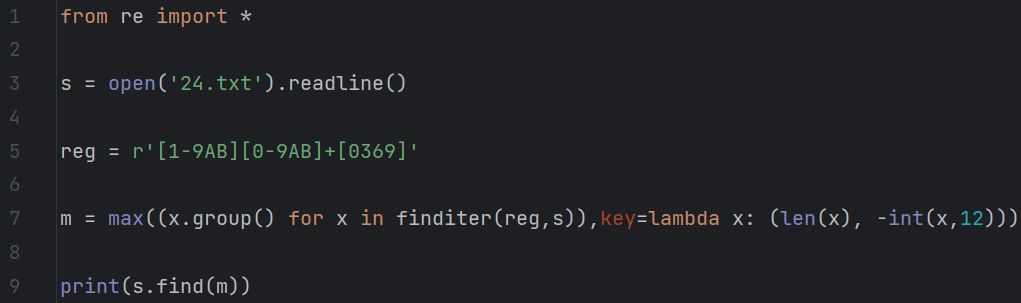 1 from re import *
2
3 s = open('24.txt').readline()
4
5 reg = r'[1-9AB][0-9AB]+[0369]'
6
7 m = max((x.group() for x in finditer(reg,s)),key=lambda x: (len(x), -int(x,12)))
8
9 print(s.find(m))